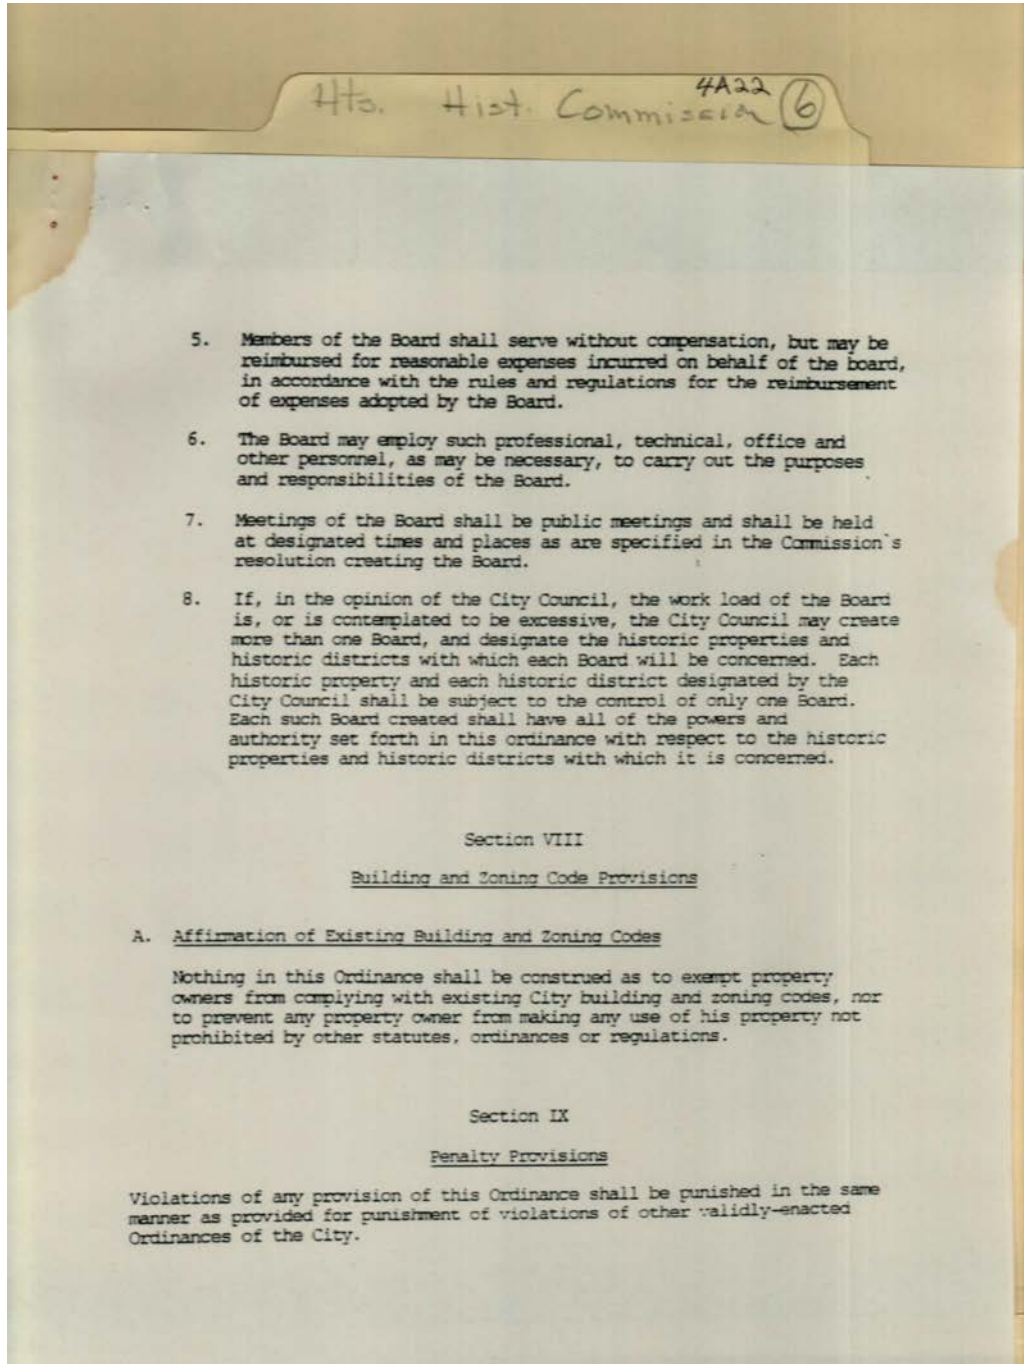 4A22
Hts. Hist. Commission 6
5. Members of the Board shall serve without compensation, but may be
reimbursed for reasonable expenses incurred on behalf of the board,
in accordance with the rules and regulations for the reimbursement
of expenses adopted by the Board.
6. The Board may employ such professional, technical, office and
other personnel, as may be necessary, to carry out the purposes
and responsibilities of the Board.
7. Meetings of the Board shall be public meetings and shall be held
at designated times and places as are specified in the Commission's
resolution creating the Board.
8. If, in the opinion of the City Council, the work load of the Board
is, or is contemplated to be excessive, the City Council may create
more than one Board, and designate the historic properties and
historic districts with which each Board will be concerned. Each
historic property and each historic district designated by the
City Council shall be subject to the control of only one Board.
Each such Board created shall have all of the powers and
authority set forth in this ordinance with respect to the historic
properties and historic districts with which it is concerned.
Section VIII
Building and Zoning Code Provisions
A. Affirmation of Existing Building and Zoning Codes
Nothing in this Ordinance shall be construed as to exempt property
owners from complying with existing City building and zoning codes, nor
to prevent any property owner from making any use of his property not
prohibited by other statutes, ordinances or regulations.
Section IX
Penalty Provisions
Violations of any provision of this Ordinance shall be punished in the same
manner as provided for punishment of violations of other validly-enacted
Ordinances of the City.